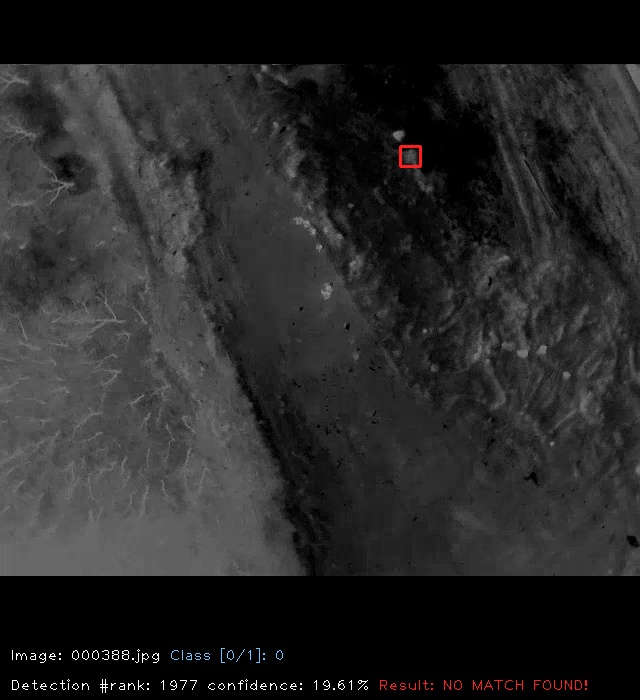 Image: 000388.jpg Class [0/1]: 0
Detection #rank: 1977 confidence: 19.61% Result: NO MATCH FOUND!